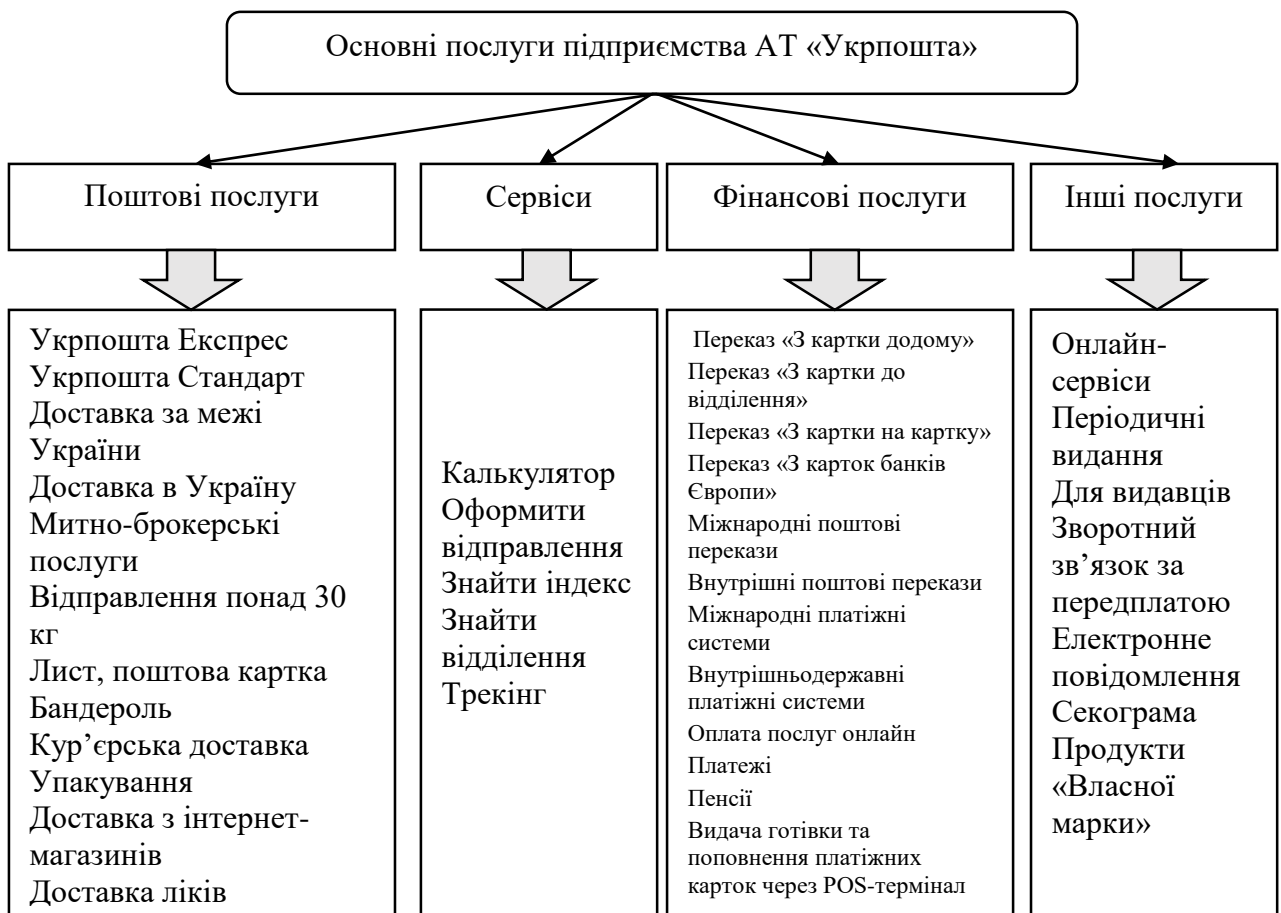 Основні послуги підприємства АТ «Укрпошта»
Поштові послуги
Сервіси
Фінансові послуги
Інші послуги
Укрпошта Експрес
Укрпошта Стандарт
Доставка за межі
України
Доставка в Україну
Митно-брокерські
послуги
Відправлення понад 30
кг
Лист, поштова картка
Бандероль
Кур’єрська доставка
Упакування
Доставка з інтернет-
магазинів
Доставка ліків
Калькулятор
Оформити
відправлення
Знайти індекс
Знайти
відділення
Трекінг
Переказ «З картки додому»
Переказ «З картки до
відділення»
Переказ «З картки на картку»
Переказ «З карток банків
Європи»
Міжнародні поштові
перекази
Внутрішні поштові перекази
Міжнародні платіжні
системи
Внутрішньодержавні
платіжні системи
Оплата послуг онлайн
Платежі
Пенсії
Видача готівки та
поповнення платіжних
карток через POS-термінал
Онлайн-
сервіси
Періодичні
видання
Для видавців
Зворотний
зв’язок за
передплатою
Електронне
повідомлення
Секограма
Продукти
«Власної
марки»